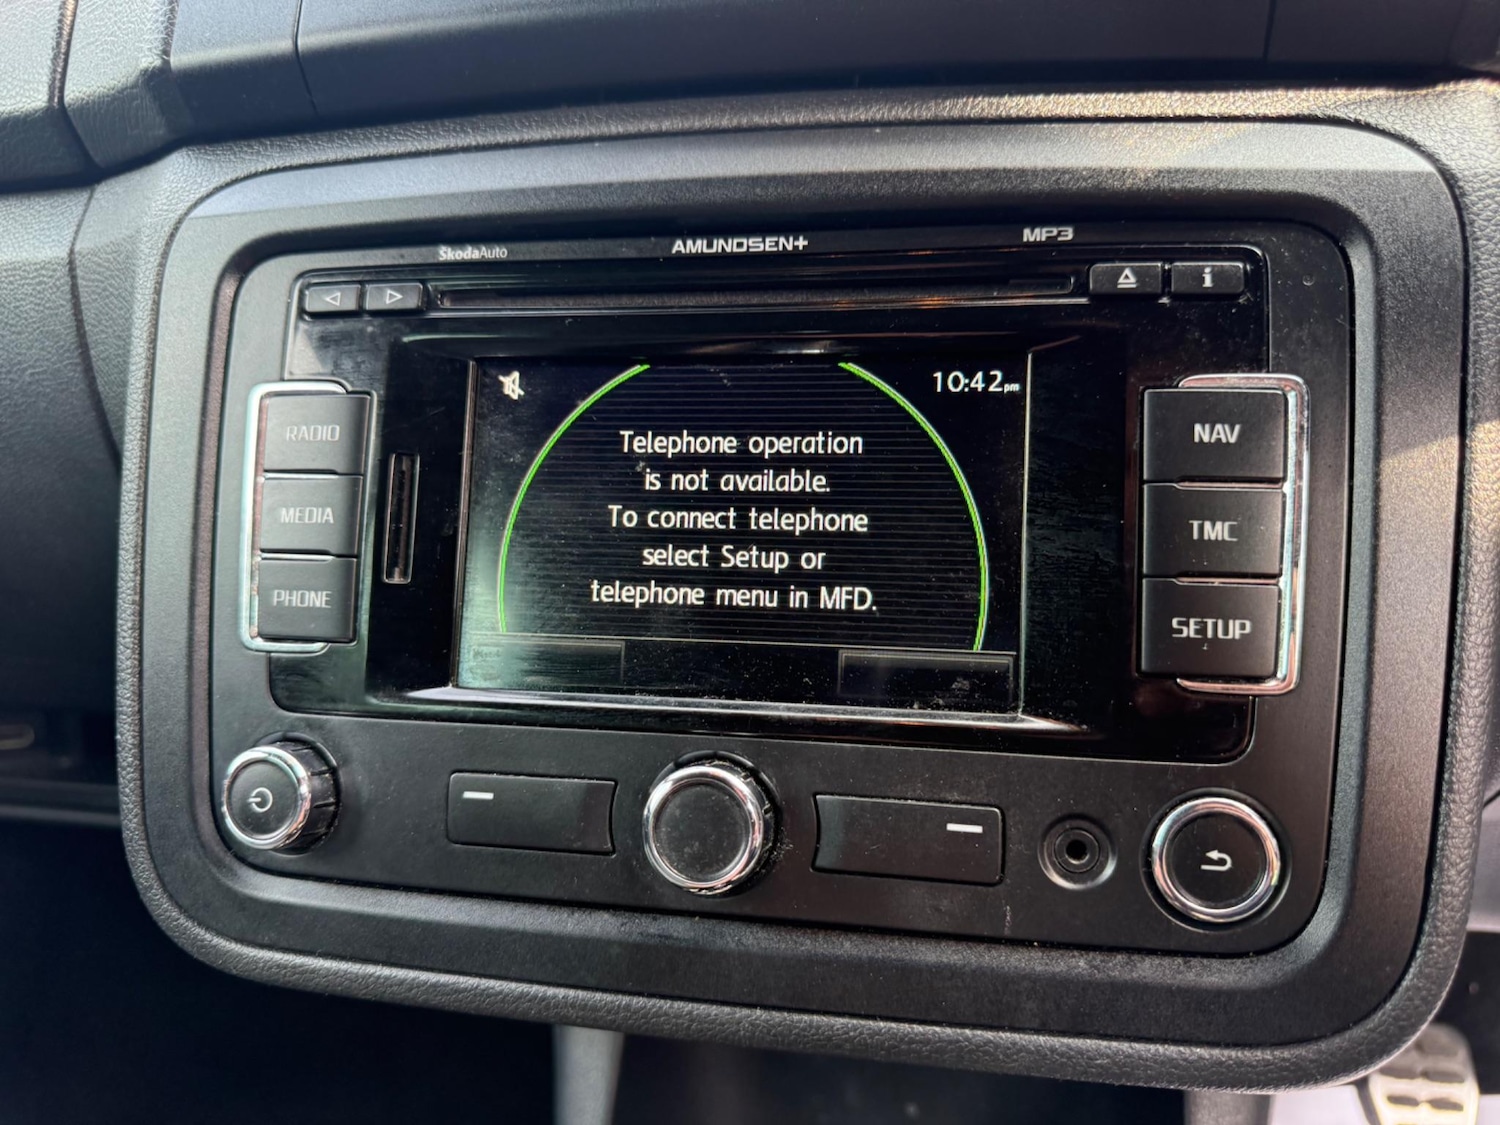 ŠkodaAuto AMUNDSEN+ MP3
i
10:42pm
RADIO
MEDIA
PHONE
Telephone operation
is not available.
To connect telephone
select Setup or
telephone menu in MFD.
NAV
TMC
SETUP